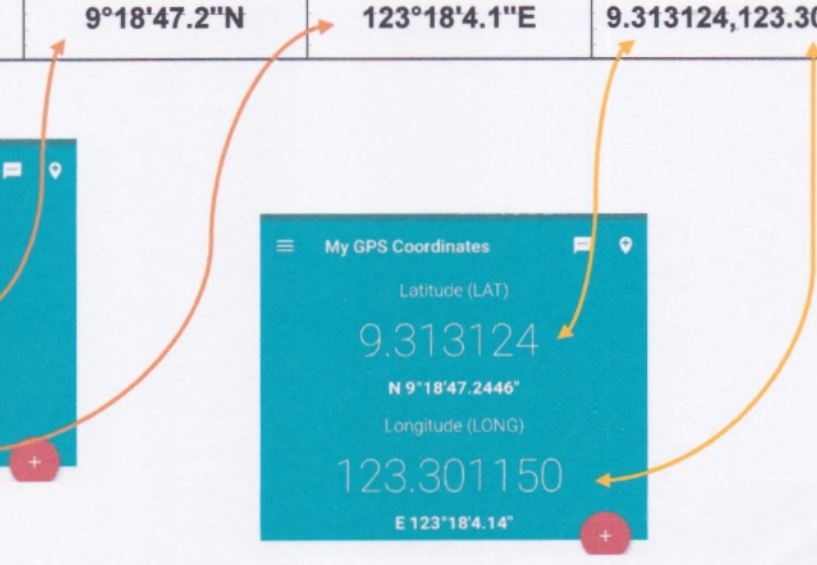 9°18'47.2"N
123°18'4.1"E
9.313124,123.30
My GPS Coordinates
Latitude (LAT)
9.313124
N 9°18'47.2446"
Longitude (LONG)
123.301150
E 123°18'4.14"